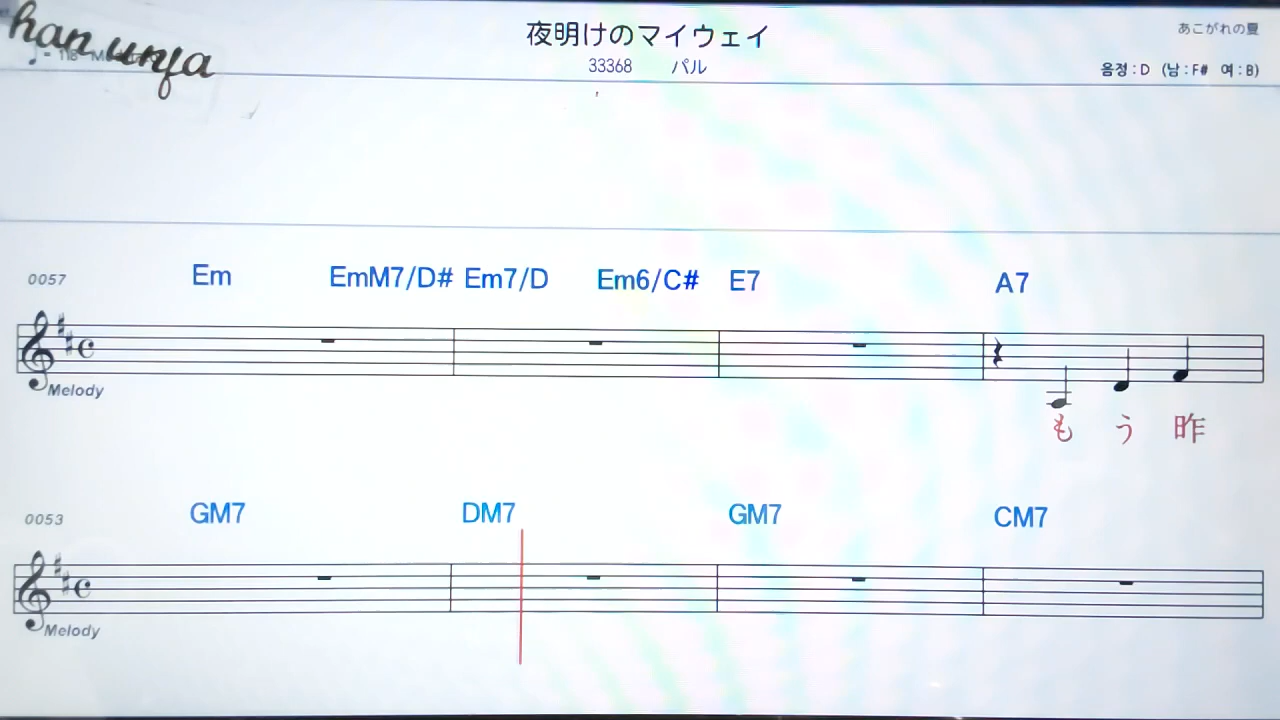 han unja
夜明けのマイウェイ
あこがれの夏
33368 パル
음정 : D (남 : F# 여 : B)
0057 Em EmM7/D# Em7/D Em6/C# E7 A7
Melody
も う 昨
0053 GM7 DM7 GM7 CM7
Melody